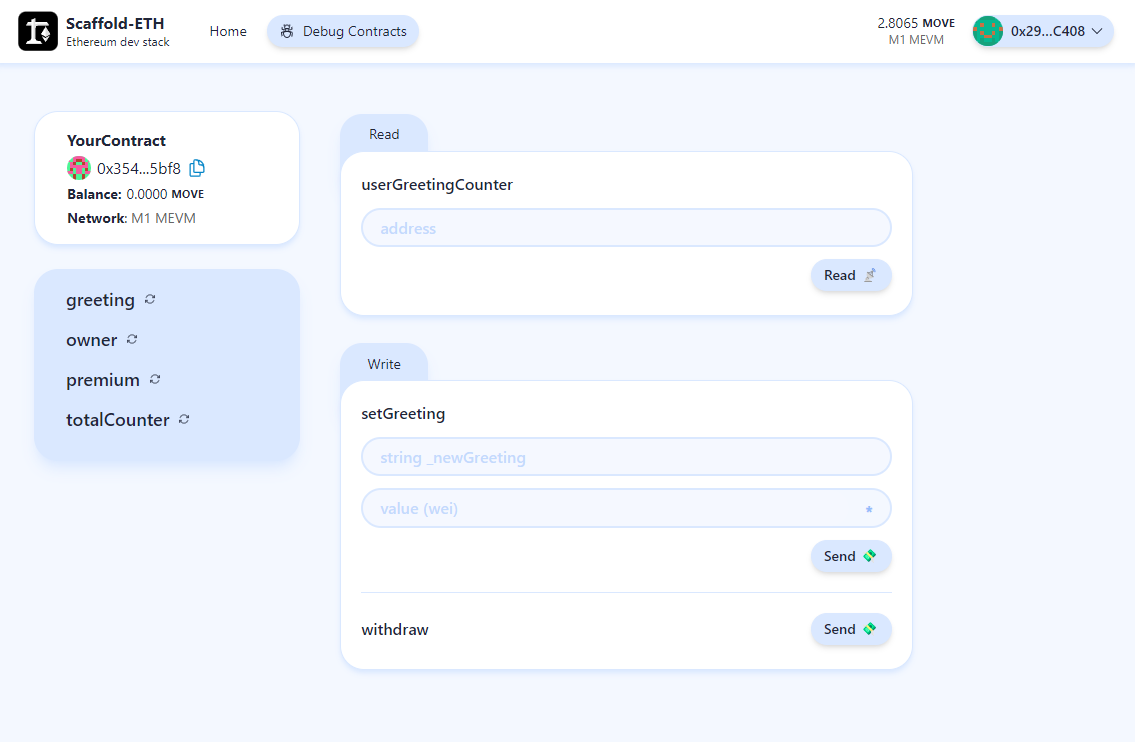 Scaffold-ETH
Ethereum dev stack
Home
Debug Contracts
2.8065 MOVE
M1 MEVM
0x29...C408
YourContract
0x354...5bf8
Balance: 0.0000 MOVE
Network: M1 MEVM
greeting
owner
premium
totalCounter
Read
userGreetingCounter
address
Read
Write
setGreeting
string _newGreeting
value (wei) *
Send
withdraw
Send